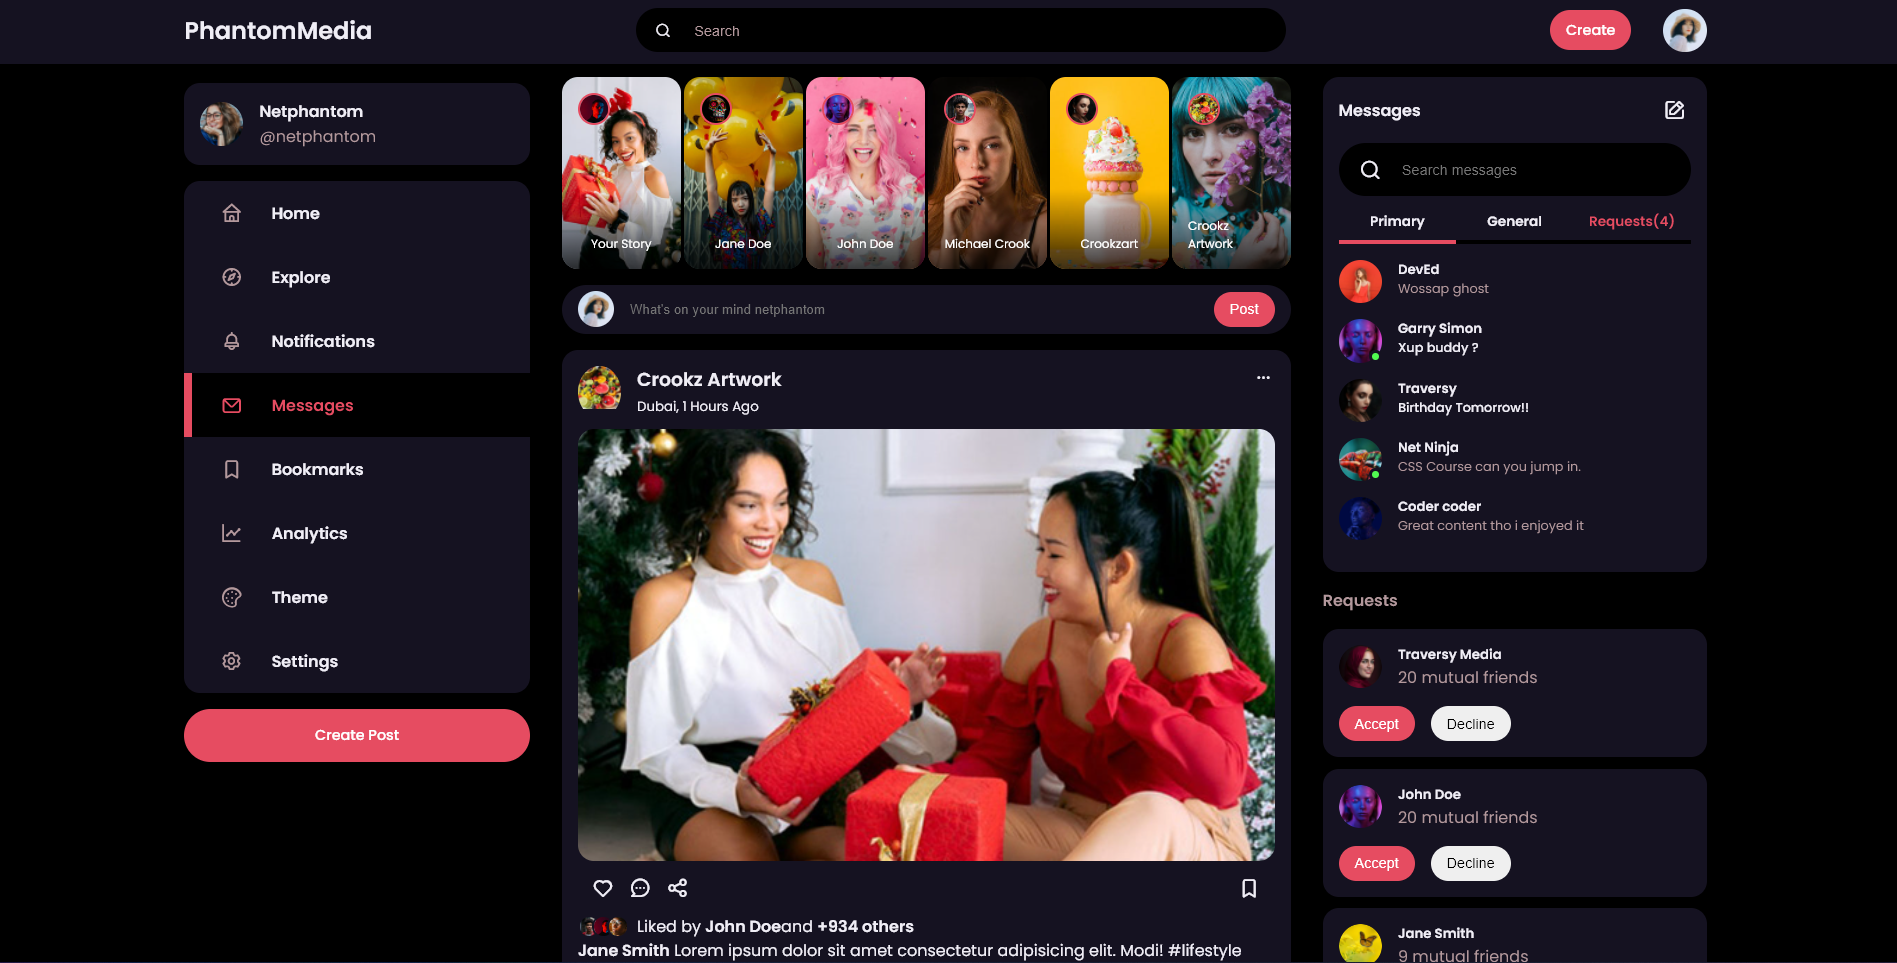 PhantomMedia
Search
Create
Netphantom
@netphantom
Home
Explore
Notifications
Messages
Bookmarks
Analytics
Theme
Settings
Create Post
Your Story
Jane Doe
John Doe
Michael Crook
Crookzart
Crookz
Artwork
What's on your mind netphantom
Post
Crookz Artwork
Dubai, 1 Hours Ago
Liked by John Doeand +934 others
Jane Smith Lorem ipsum dolor sit amet consectetur adipisicing elit. Modi! #lifestyle
Messages
Search messages
Primary General Requests(4)
DevEd
Wossap ghost
Garry Simon
Xup buddy ?
Traversy
Birthday Tomorrow!!
Net Ninja
CSS Course can you jump in.
Coder coder
Great content tho i enjoyed it
Requests
Traversy Media
20 mutual friends
Accept Decline
John Doe
20 mutual friends
Accept Decline
Jane Smith
9 mutual friends